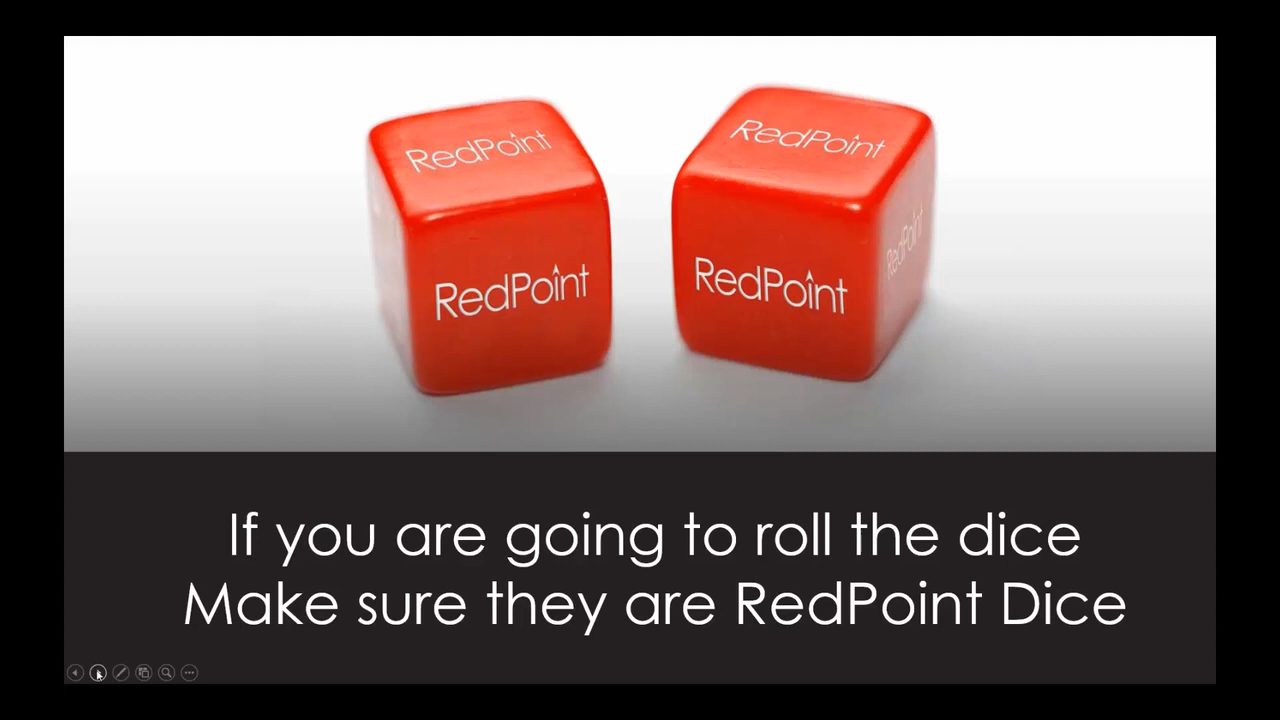 RedPoint
RedPoint
RedPoint
RedPoint
RedPoint
If you are going to roll the dice
Make sure they are RedPoint Dice